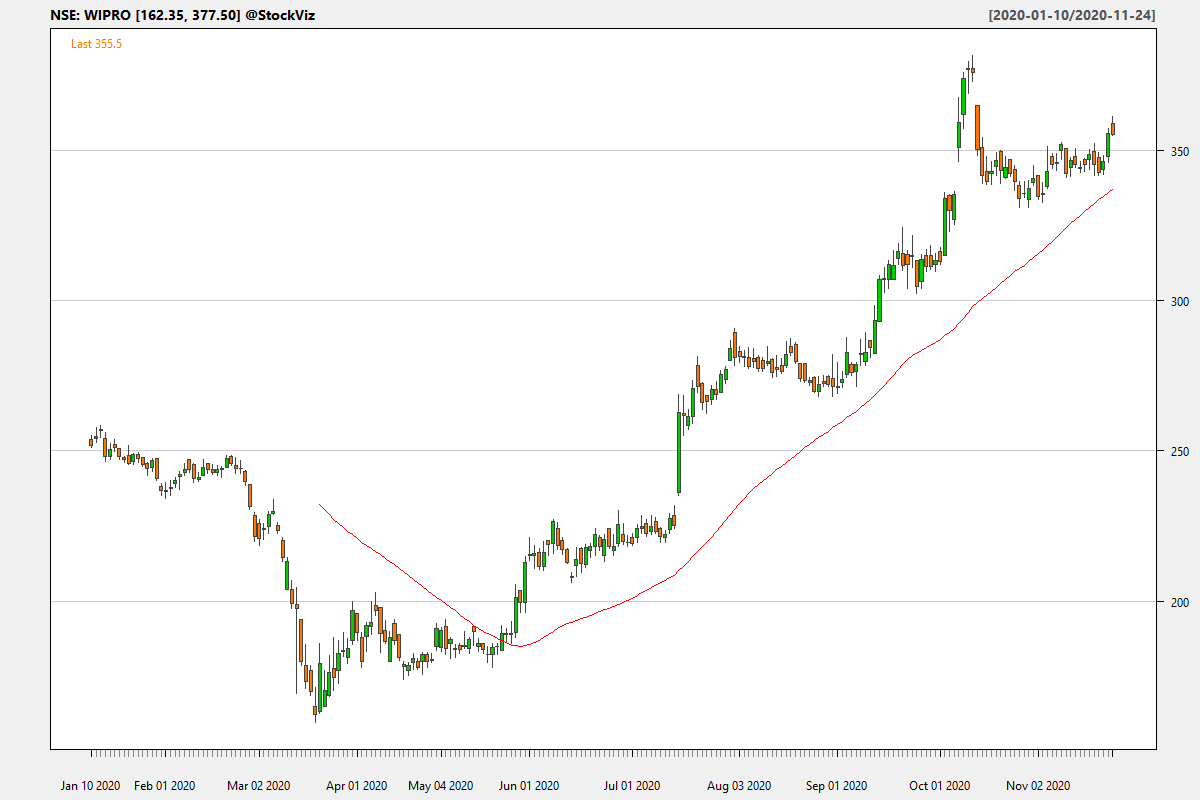 NSE: WIPRO [162.35, 377.50] @StockViz
[2020-01-10/2020-11-24]
Last 355.5
350
300
250
200
Jan 10 2020 Feb 01 2020 Mar 02 2020 Apr 01 2020 May 04 2020 Jun 01 2020 Jul 01 2020 Aug 03 2020 Sep 01 2020 Oct 01 2020 Nov 02 2020